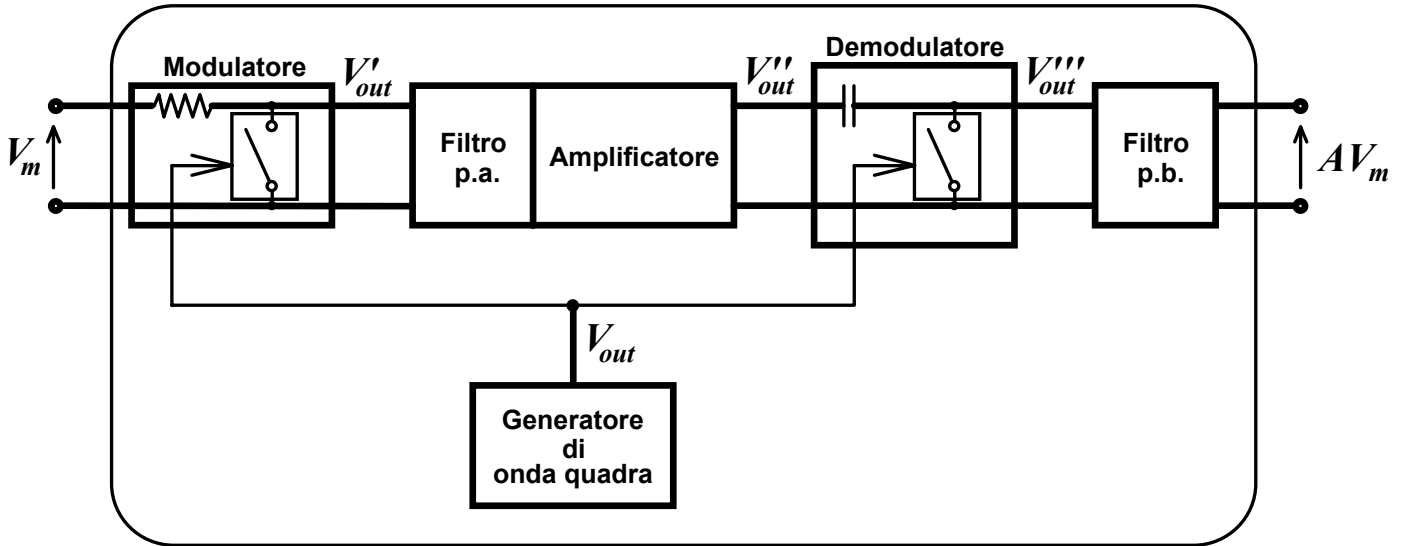 Modulatore
Demodulatore
V'out
V''out
V'''out
Vm
Filtro
p.a.
Amplificatore
Filtro
p.b.
AVm
Vout
Generatore
di
onda quadra